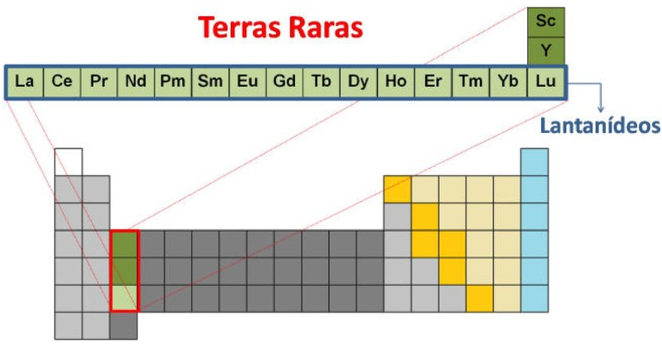 Terras Raras
Sc
Y
La Ce Pr Nd Pm Sm Eu Gd Tb Dy Ho Er Tm Yb Lu
Lantanídeos